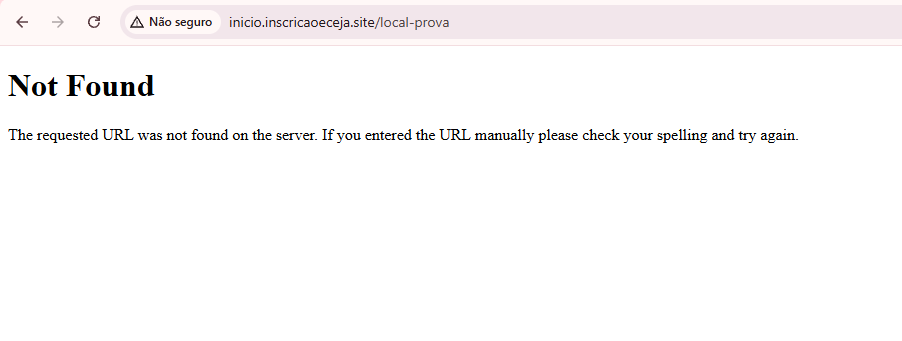 Não seguro inicio.inscricaoeceja.site/local-prova
Not Found
The requested URL was not found on the server. If you entered the URL manually please check your spelling and try again.